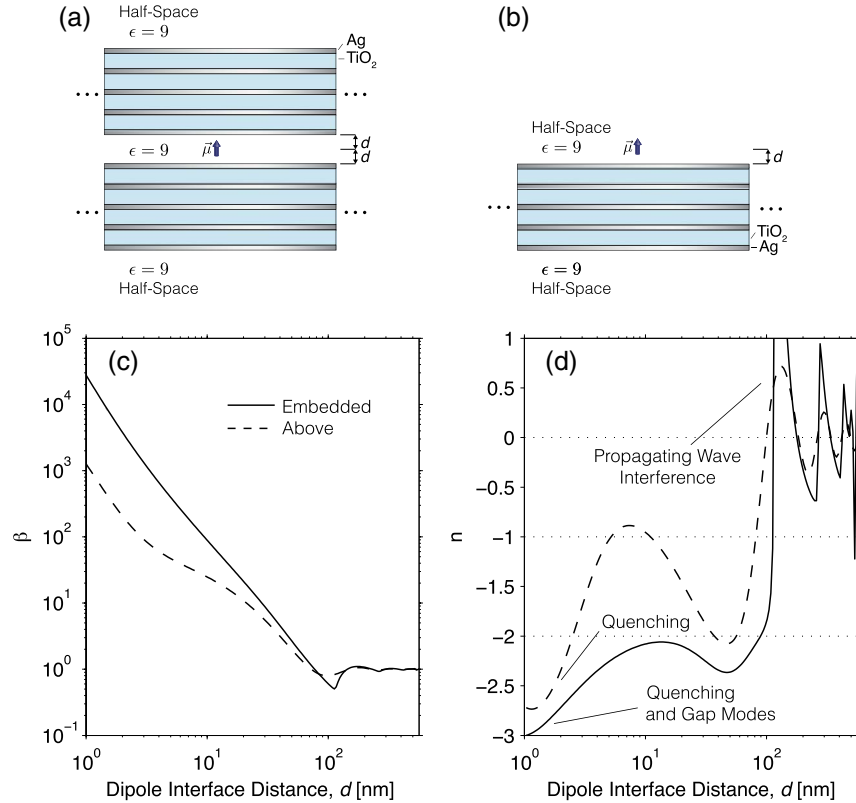 (a)
Half-Space
ϵ = 9
Ag
TiO2
• • •
• • •
d
d
ϵ = 9
μ⃗
ϵ = 9
Half-Space
(b)
Half-Space
ϵ = 9
μ⃗
d
• • •
• • •
TiO2
Ag
ϵ = 9
Half-Space
(c)
10^5
10^4
10^3
10^2
10^1
10^0
10^-1
β
Embedded
Above
10^0
10^1
10^2
Dipole Interface Distance, d [nm]
(d)
1
0.5
0
−0.5
−1
−1.5
−2
−2.5
−3
n
Propagating Wave
Interference
Quenching
Quenching
and Gap Modes
10^0
10^1
10^2
Dipole Interface Distance, d [nm]